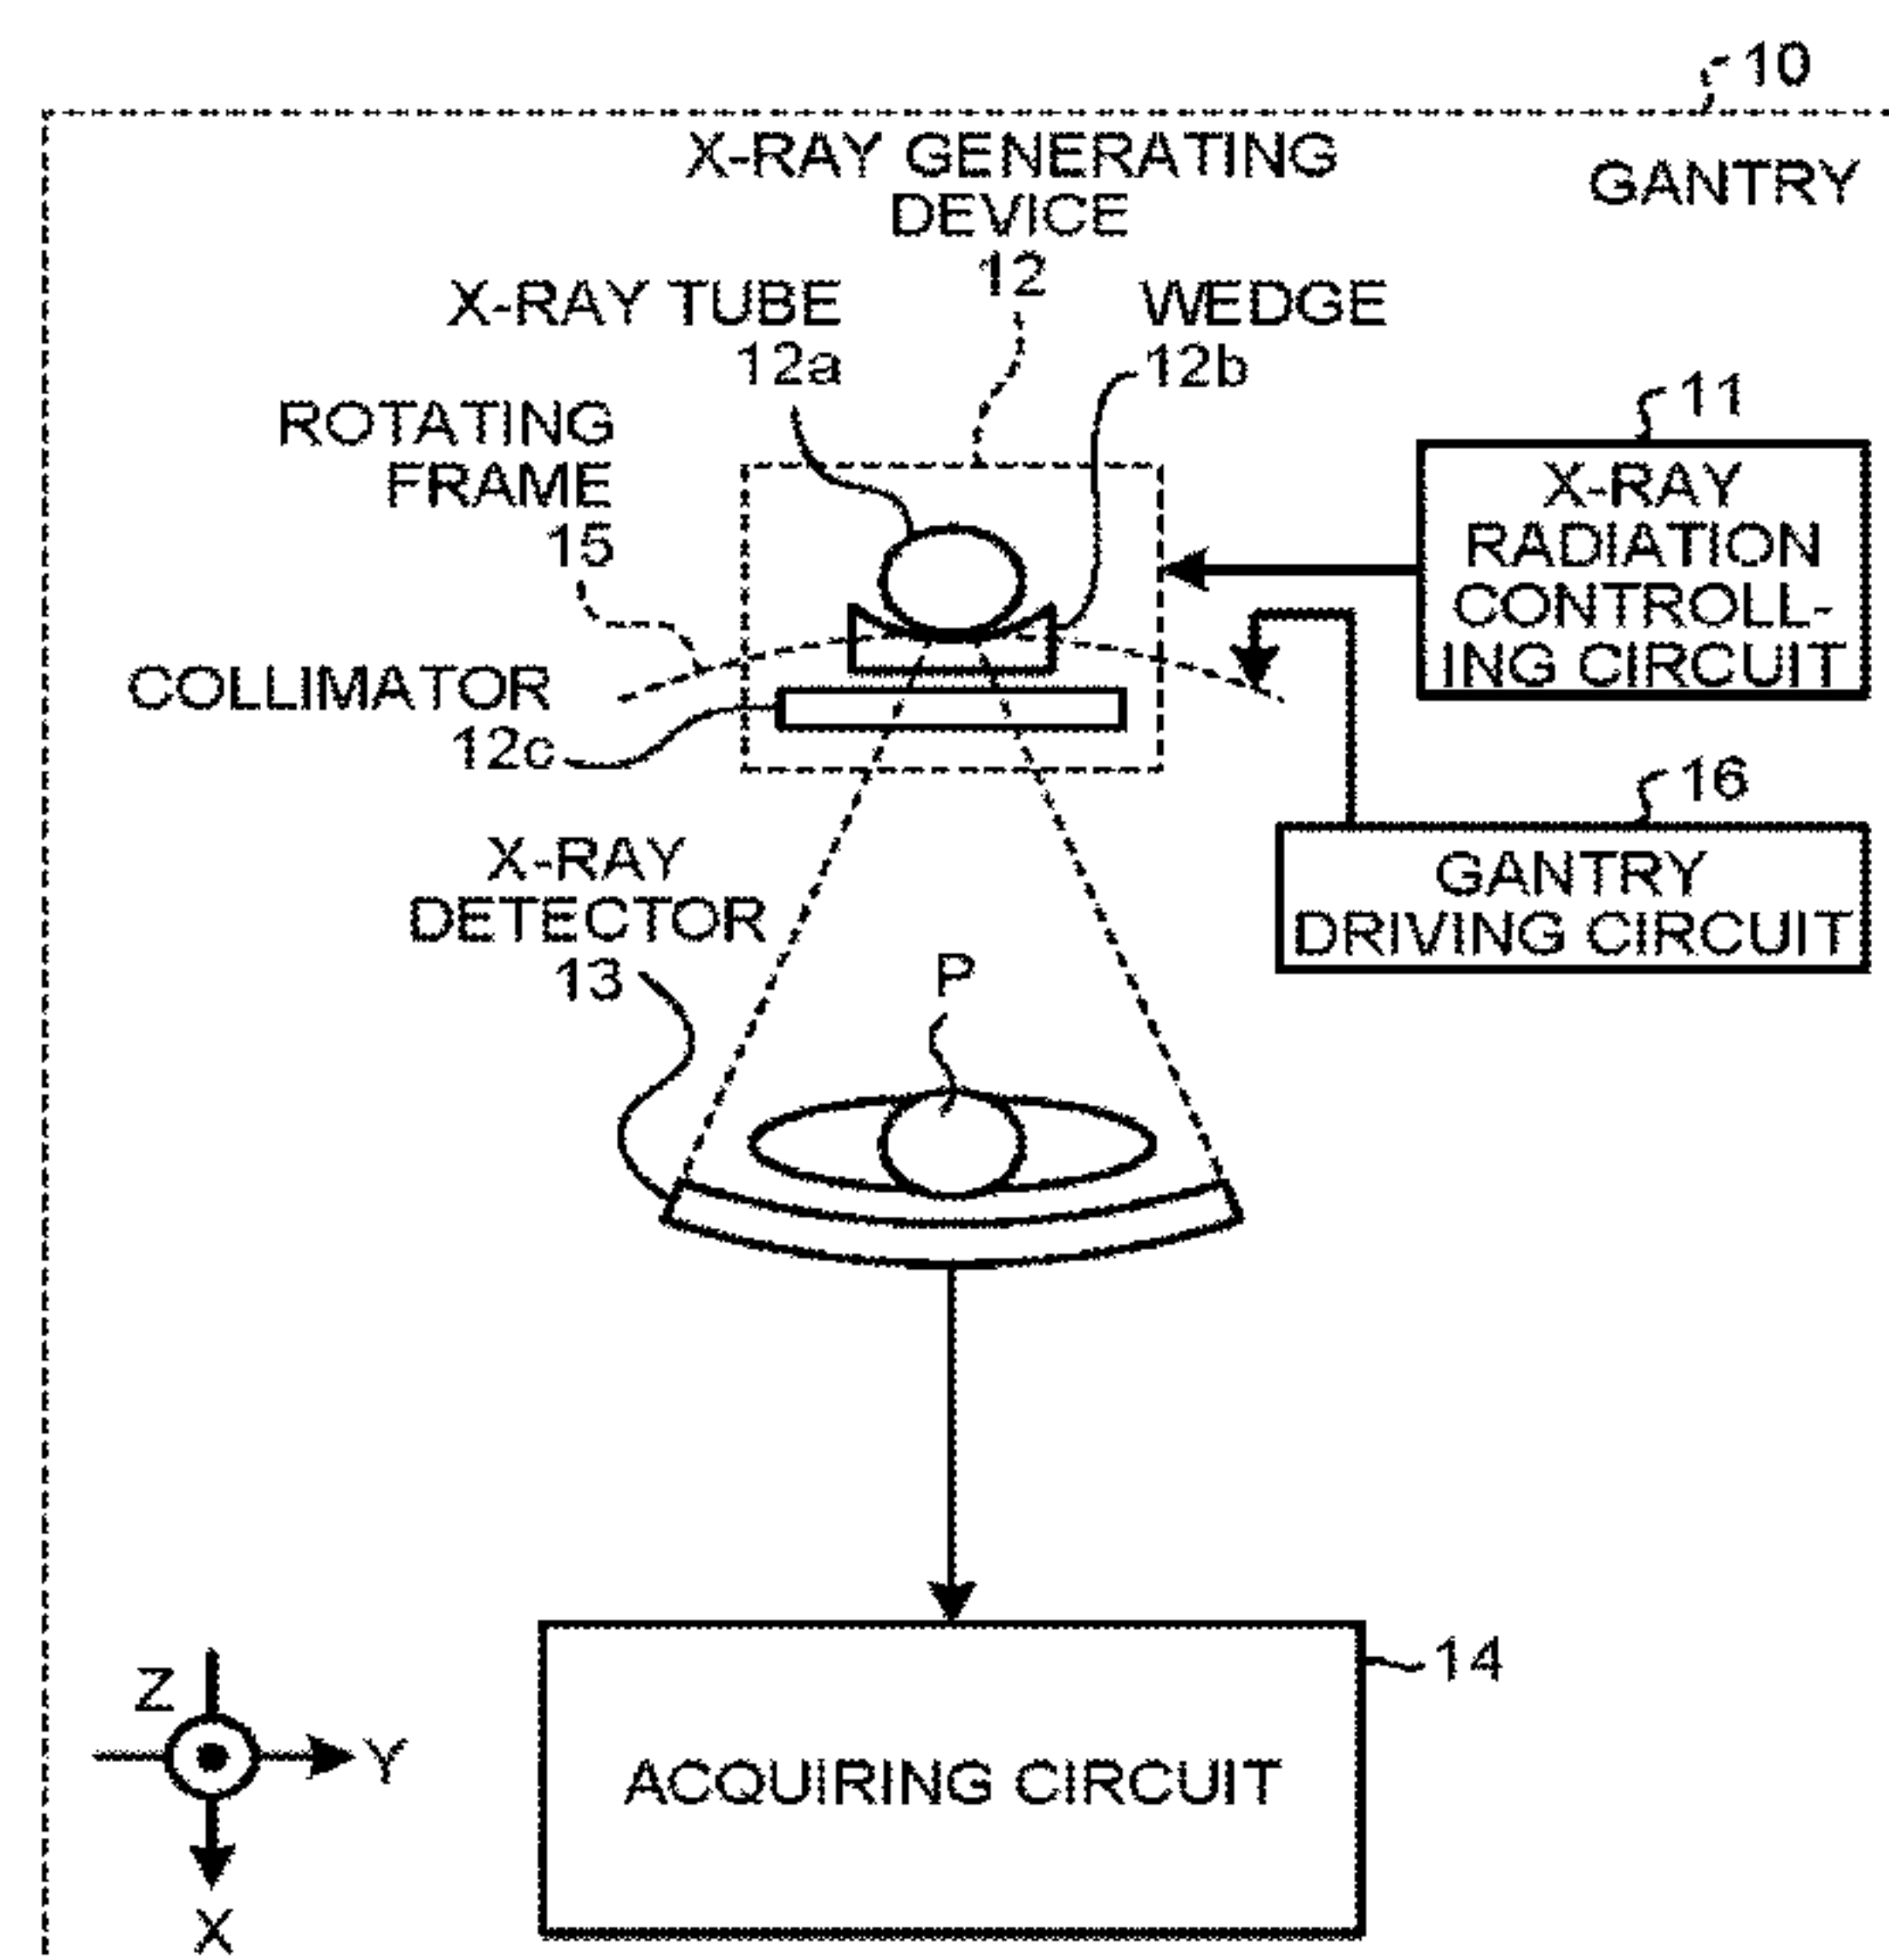 10
GANTRY
X-RAY GENERATING
DEVICE
12
X-RAY TUBE
12a
WEDGE
12b
ROTATING
FRAME
15
11
X-RAY
RADIATION
CONTROLL-
ING CIRCUIT
COLLIMATOR
12c
16
GANTRY
DRIVING CIRCUIT
X-RAY
DETECTOR
13
P
14
ACQUIRING CIRCUIT
Z
Y
X